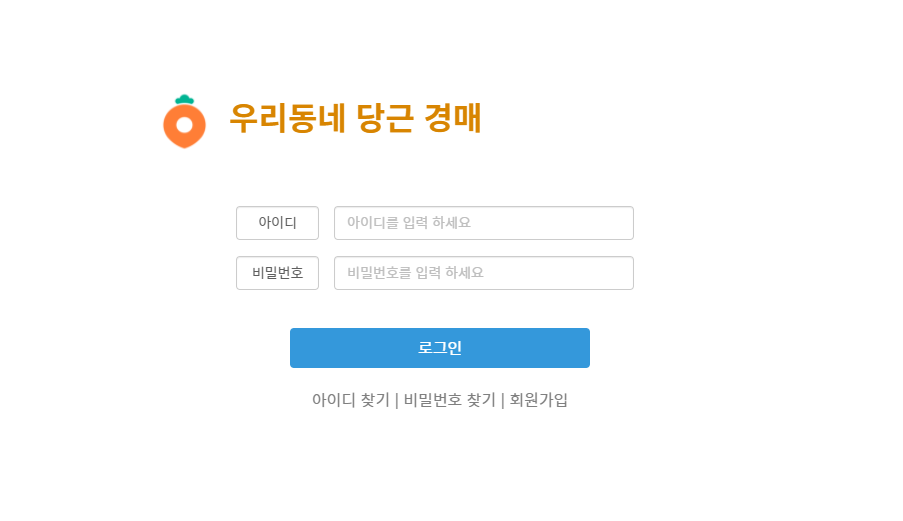 우리동네 당근 경매
아이디 아이디를 입력 하세요
비밀번호 비밀번호를 입력 하세요
로그인
아이디 찾기 | 비밀번호 찾기 | 회원가입